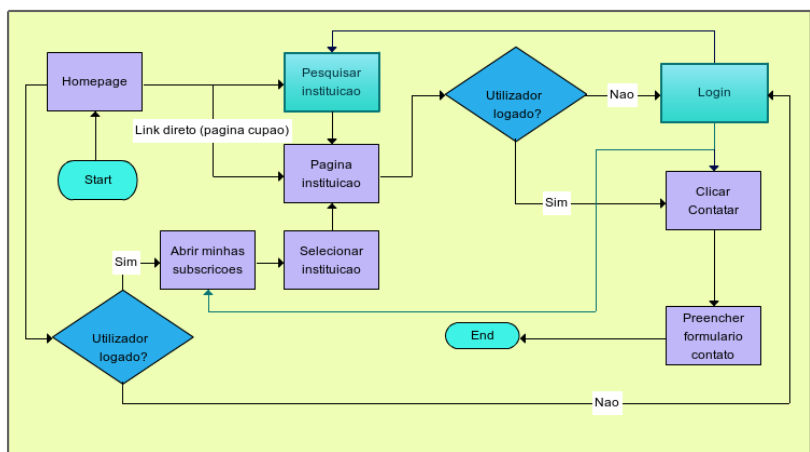 Homepage
Pesquisar
instituicao
Utilizador
logado?
Nao
Login
Link direto (pagina cupao)
Start
Pagina
instituicao
Clicar
Contatar
Sim
Abrir minhas
subscricoes
Selecionar
instituicao
Sim
Utilizador
logado?
End
Preencher
formulario
contato
Nao